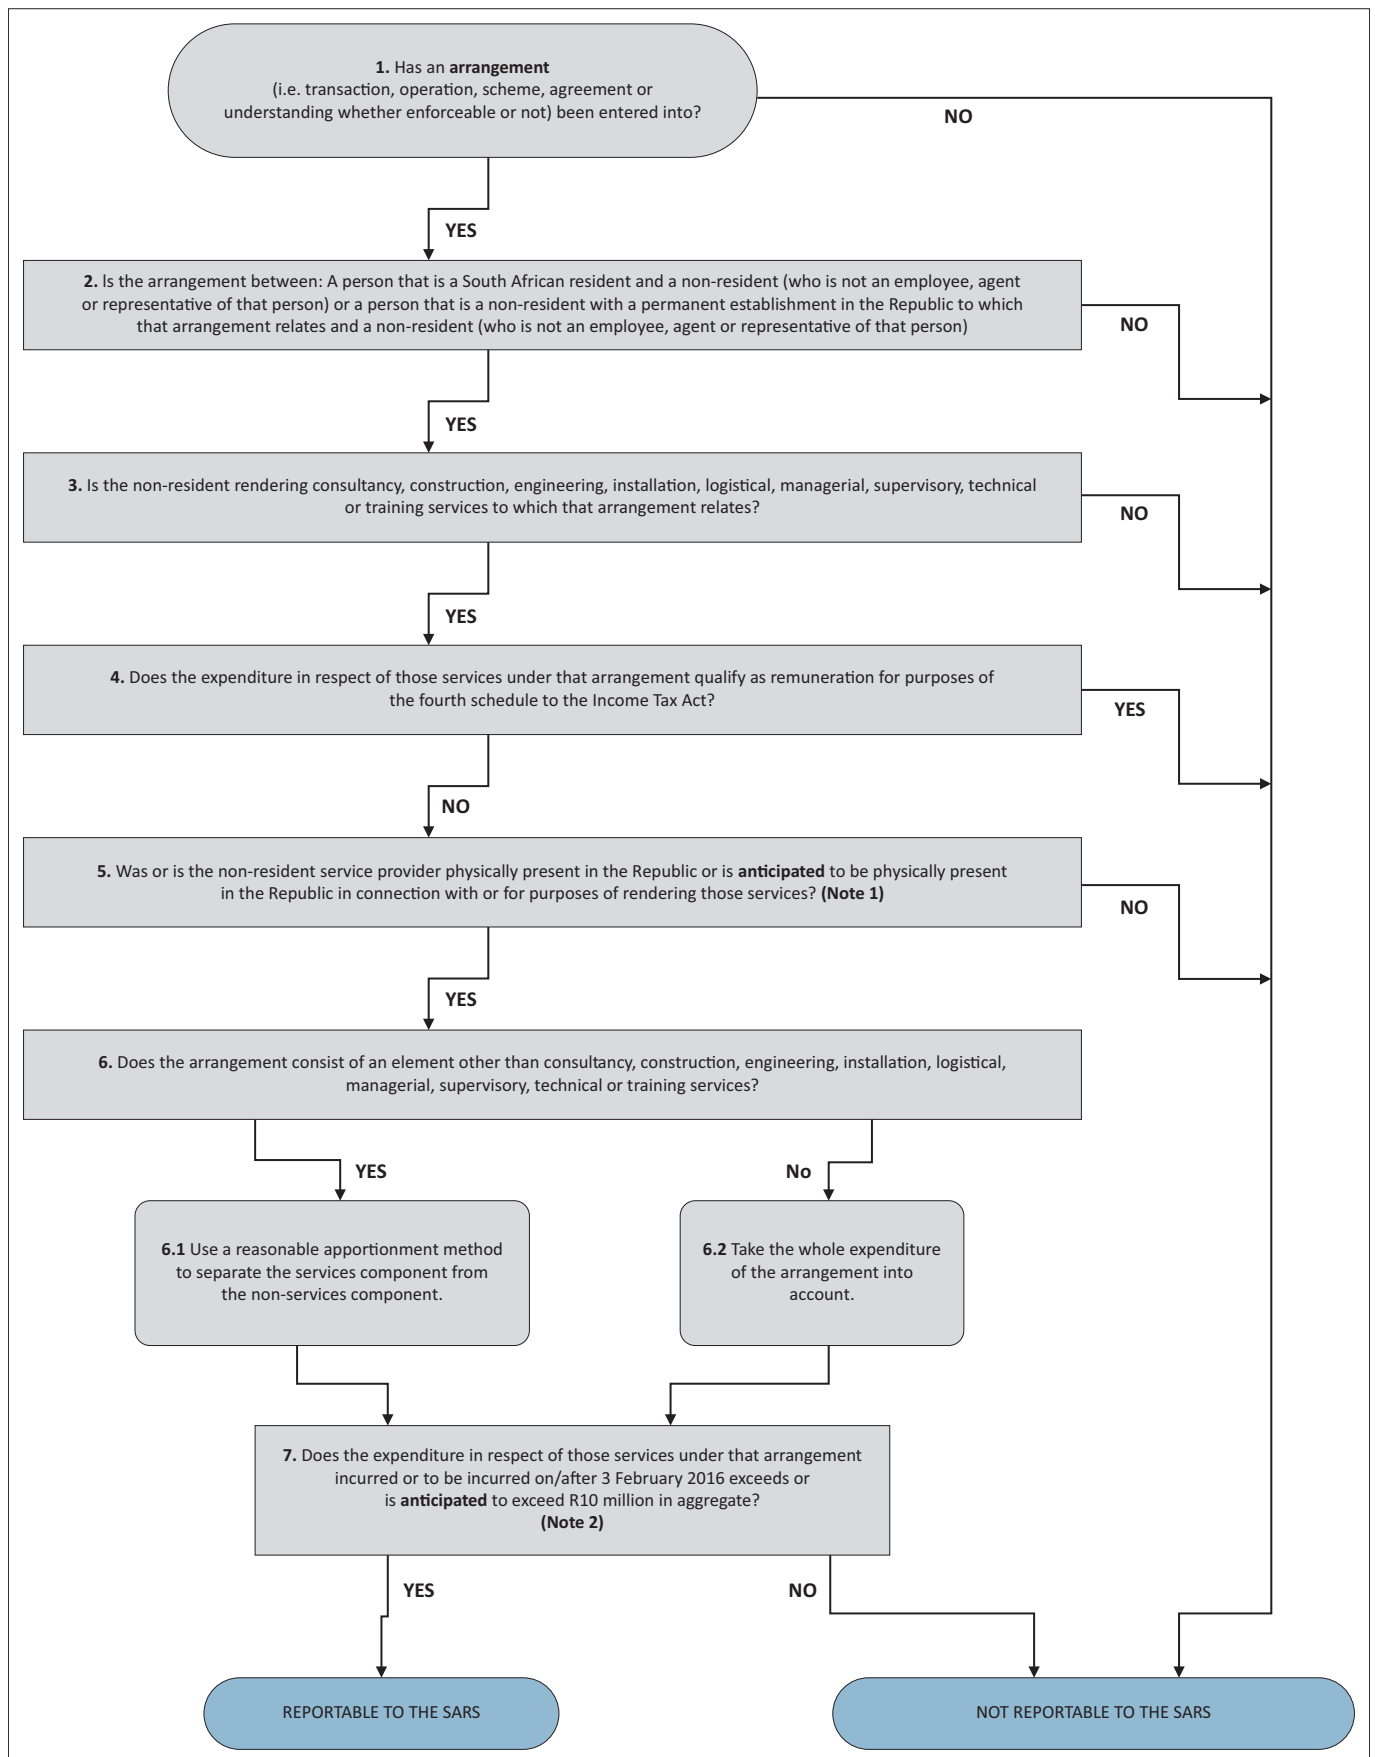 1. Has an arrangement
(i.e. transaction, operation, scheme, agreement or
understanding whether enforceable or not) been entered into?
NO
YES
2. Is the arrangement between: A person that is a South African resident and a non-resident (who is not an employee, agent
or representative of that person) or a person that is a non-resident with a permanent establishment in the Republic to which
that arrangement relates and a non-resident (who is not an employee, agent or representative of that person)
NO
YES
3. Is the non-resident rendering consultancy, construction, engineering, installation, logistical, managerial, supervisory, technical
or training services to which that arrangement relates?
NO
YES
4. Does the expenditure in respect of those services under that arrangement qualify as remuneration for purposes of
the fourth schedule to the Income Tax Act?
YES
NO
5. Was or is the non-resident service provider physically present in the Republic or is anticipated to be physically present
in the Republic in connection with or for purposes of rendering those services? (Note 1)
NO
YES
6. Does the arrangement consist of an element other than consultancy, construction, engineering, installation, logistical,
managerial, supervisory, technical or training services?
YES
No
6.1 Use a reasonable apportionment method
to separate the services component from
the non-services component.
6.2 Take the whole expenditure
of the arrangement into
account.
7. Does the expenditure in respect of those services under that arrangement
incurred or to be incurred on/after 3 February 2016 exceeds or
is anticipated to exceed R10 million in aggregate?
(Note 2)
YES
NO
REPORTABLE TO THE SARS
NOT REPORTABLE TO THE SARS